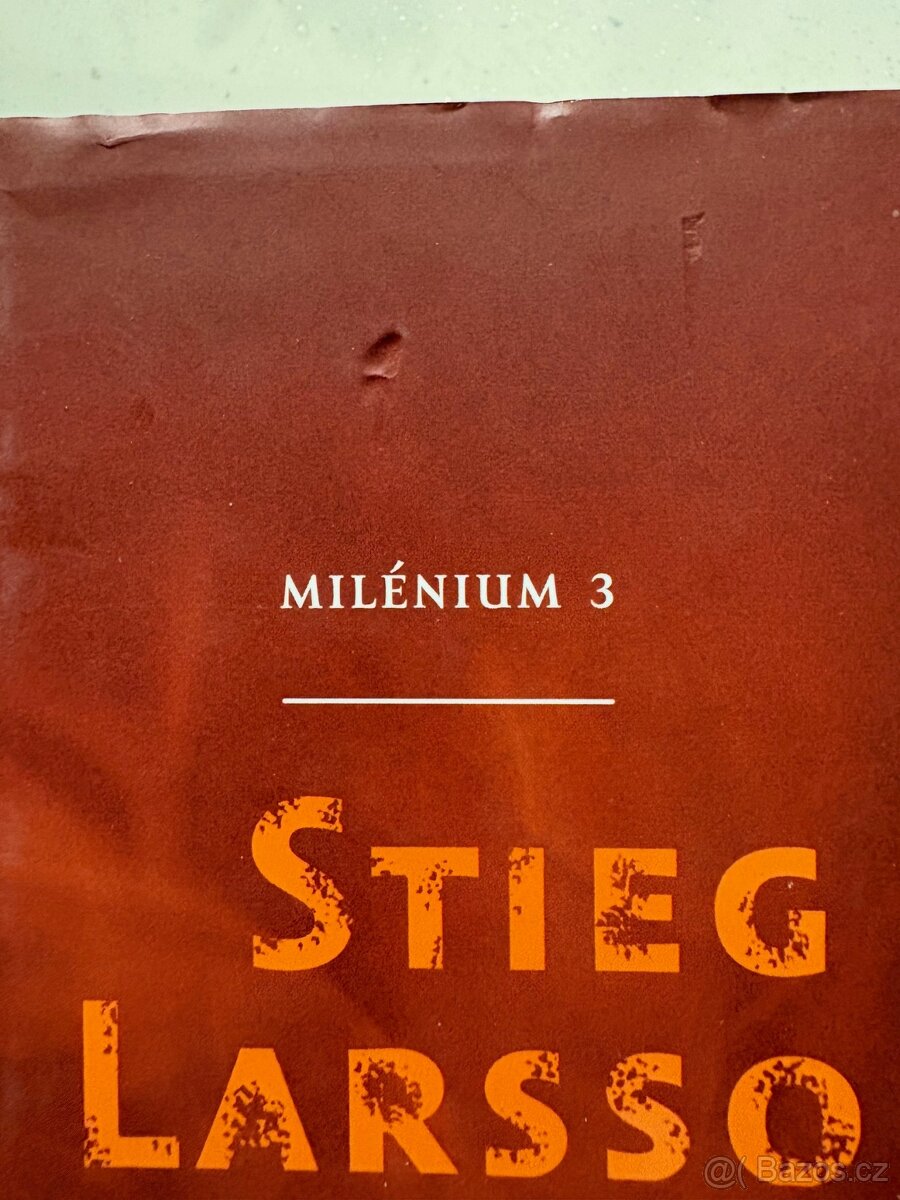 MILÉNIUM 3
STIEG
LARSSO
@( Bazos.cz